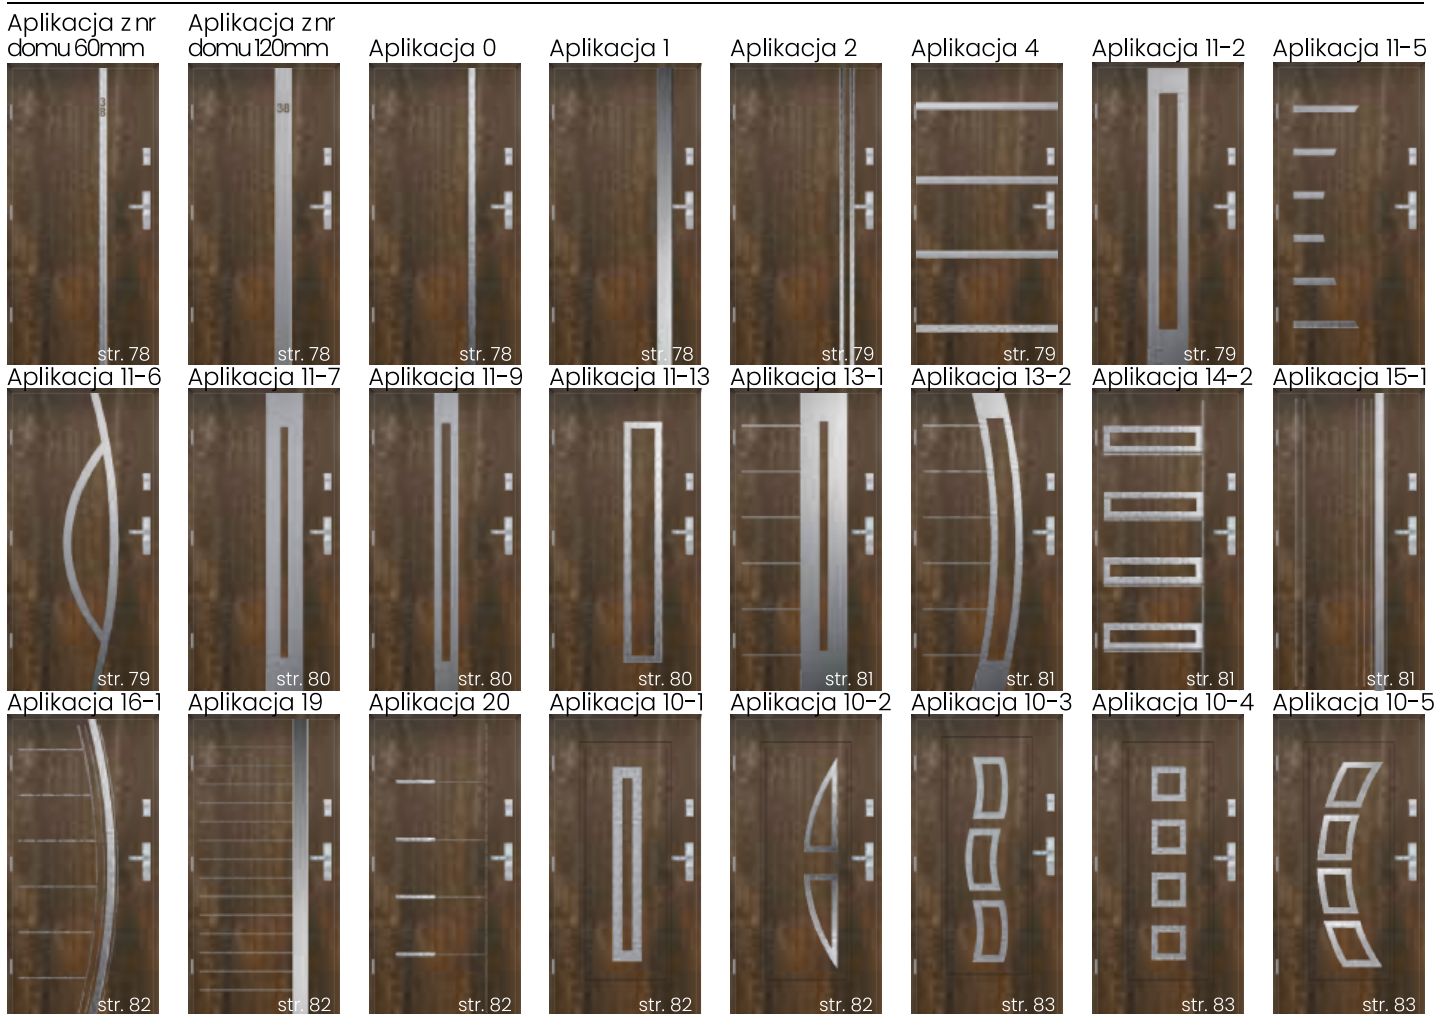 Aplikacja z nr
domu 60mm
Aplikacja z nr
domu 120mm
Aplikacja 0
Aplikacja 1
Aplikacja 2
Aplikacja 4
Aplikacja 11-2
Aplikacja 11-5
3
8
38
str. 78
str. 78
str. 78
str. 78
str. 79
str. 79
str. 79
Aplikacja 11-6
Aplikacja 11-7
Aplikacja 11-9
Aplikacja 11-13
Aplikacja 13-1
Aplikacja 13-2
Aplikacja 14-2
Aplikacja 15-1
str. 79
str. 80
str. 80
str. 80
str. 81
str. 81
str. 81
str. 81
Aplikacja 16-1
Aplikacja 19
Aplikacja 20
Aplikacja 10-1
Aplikacja 10-2
Aplikacja 10-3
Aplikacja 10-4
Aplikacja 10-5
str. 82
str. 82
str. 82
str. 82
str. 82
str. 83
str. 83
str. 83